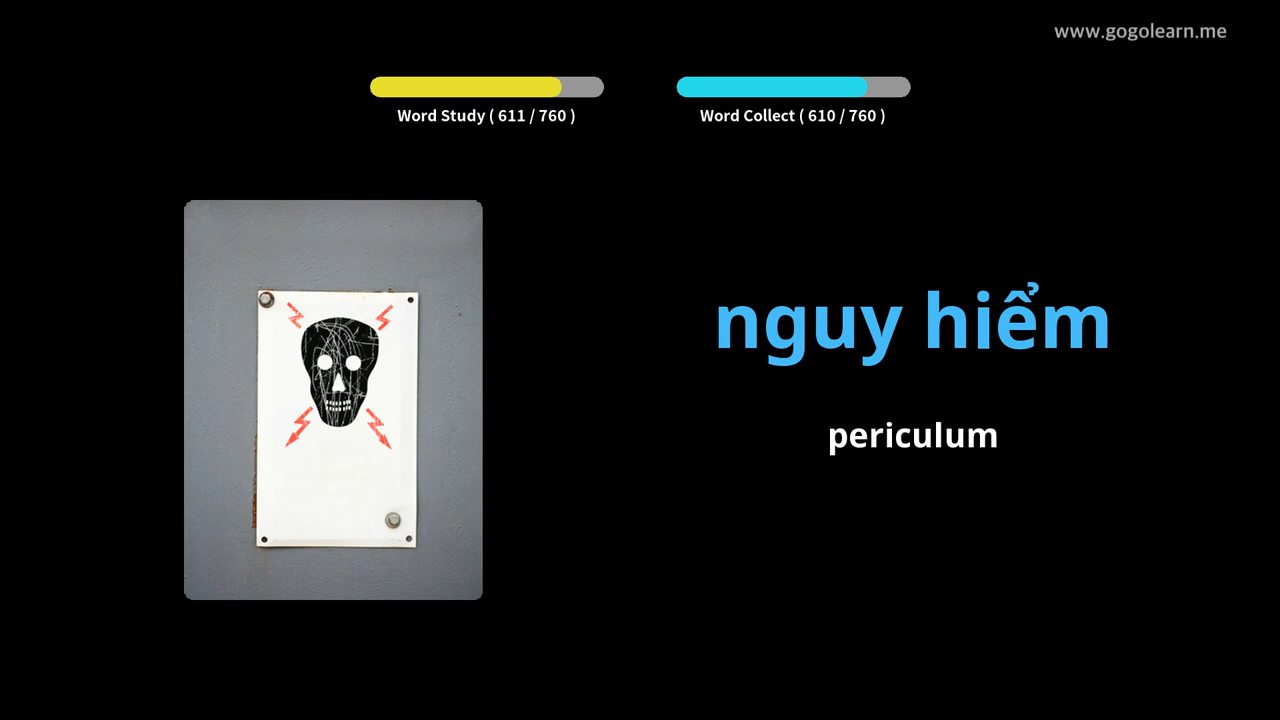 www.gogolearn.me
Word Study ( 611 / 760 )
Word Collect ( 610 / 760 )
nguy hiểm
periculum